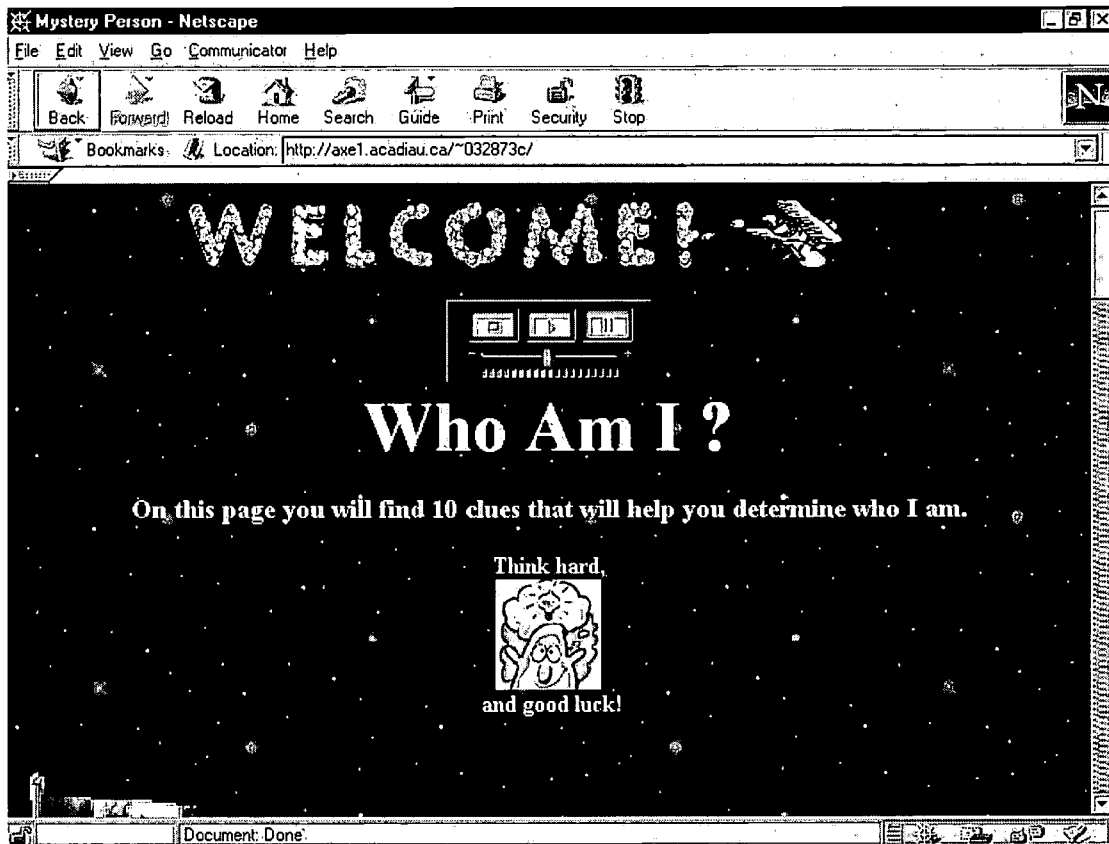 Mystery Person - Netscape
File Edit View Go Communicator Help
Back Forward Reload Home Search Guide Print Security Stop
Bookmarks Location: http://axe1.acadiau.ca/~032873c/
N
WELCOME!
Who Am I ?
On this page you will find 10 clues that will help you determine who I am.
Think hard,
and good luck!
Document: Done